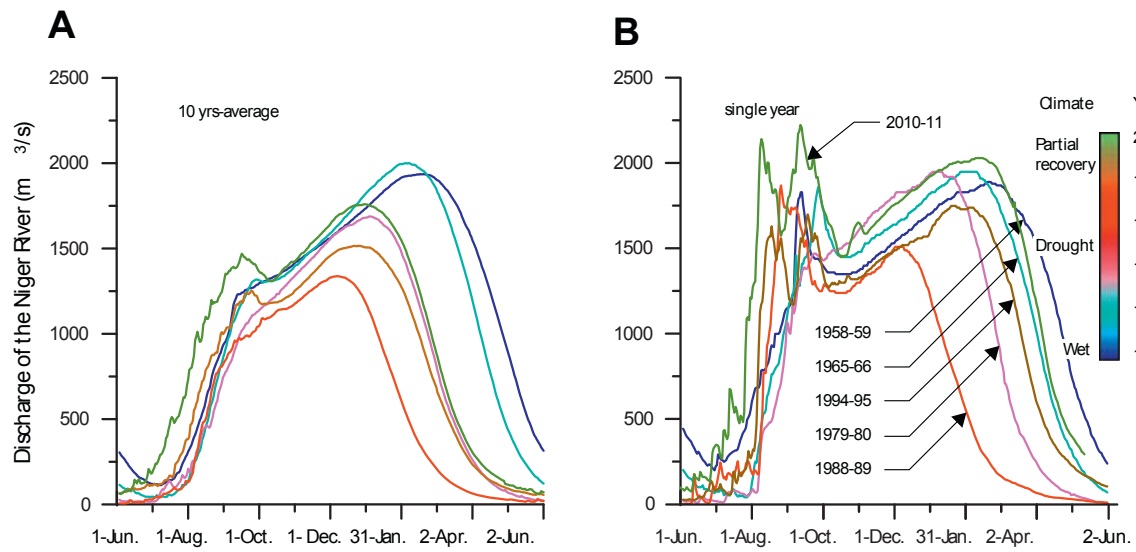 A
B
2500
2000
1500
1000
500
0
Discharge of the Niger River (m 3/s)
10 yrs-average
1-Jun.
1-Aug.
1-Oct.
1- Dec.
31-Jan.
2-Apr.
2-Jun.
2500
2000
1500
1000
500
0
single year
2010-11
1958-59
1965-66
1994-95
1979-80
1988-89
1-Jun.
1-Aug.
1-Oct.
1-Dec.
31-Jan.
2-Apr.
2-Jun.
Climate
Partial
recovery
Drought
Wet